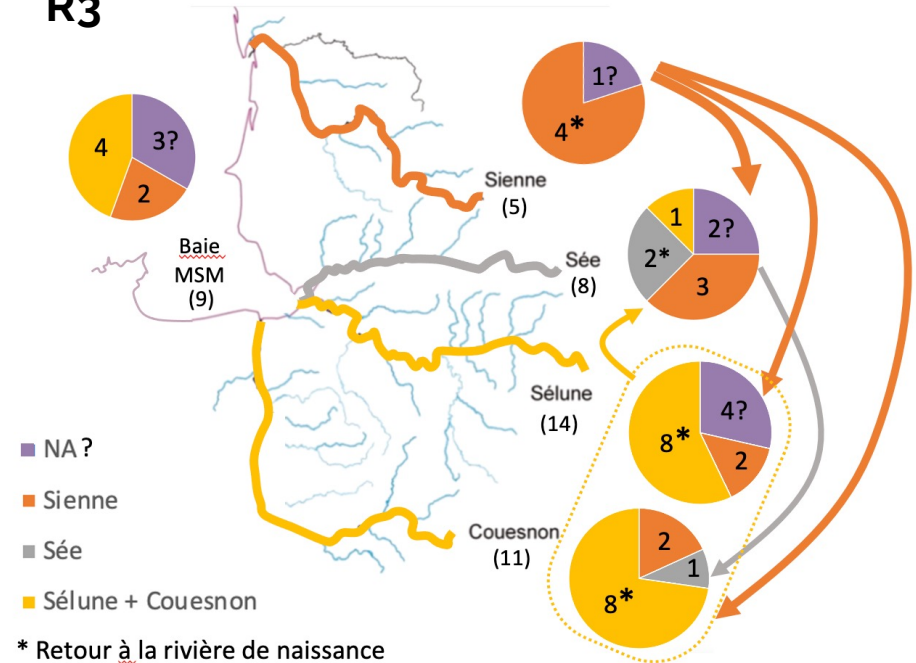 R3
1?
4*
4
3?
2
Sienne
(5)
Baie
MSM
(9)
Sée
(8)
1
2?
2*
3
Sélune
(14)
4?
8*
2
NA ?
Sienne
Sée
Sélune + Couesnon
Couesnon
(11)
2
1
8*
* Retour à la rivière de naissance